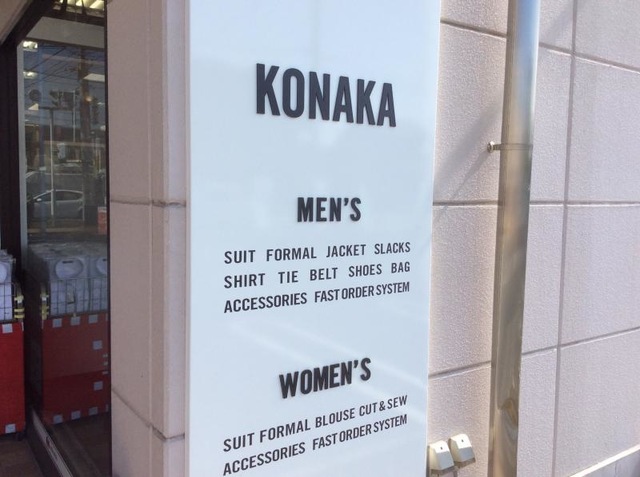 KONAKA
MEN'S
SUIT FORMAL JACKET SLACKS
SHIRT TIE BELT SHOES BAG
ACCESSORIES FAST ORDER SYSTEM
WOMEN'S
SUIT FORMAL BLOUSE CUT & SEW
ACCESSORIES FAST ORDER SYSTEM